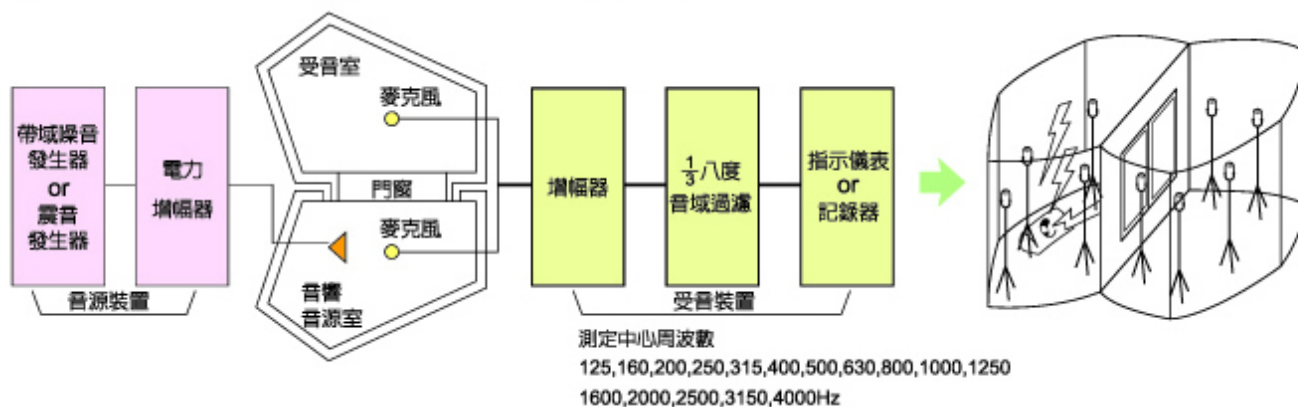 帶域噪音
發生器
or
震音
發生器
電力
增幅器
音源裝置
受音室
麥克風
門窗
麥克風
音響
音源室
增幅器
1/3 八度
音域過濾
指示儀表
or
記錄器
受音裝置
測定中心周波數
125,160,200,250,315,400,500,630,800,1000,1250
1600,2000,2500,3150,4000Hz